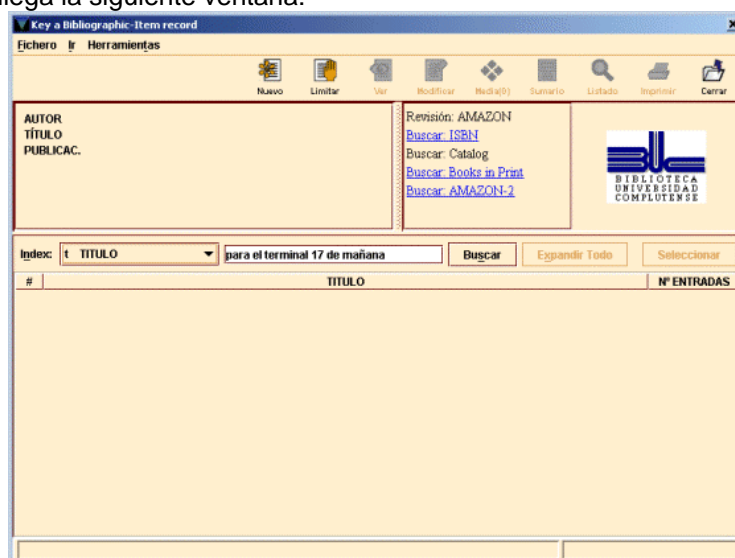 llega la siguiente ventana:
Key a Bibliographic-Item record
Fichero Ir Herramientas
Nuevo Limitar Ver Modificar Media(0) Sumario Listado Imprimir Cerrar
AUTOR
TÍTULO
PUBLICAC.
Revisión: AMAZON
Buscar: ISBN
Buscar: Catalog
Buscar: Books in Print
Buscar: AMAZON-2
BIBLIOTECA
UNIVERSIDAD
COMPLUTENSE
Index: t TITULO para el terminal 17 de mañana Buscar Expandir Todo Seleccionar
# TITULO Nº ENTRADAS